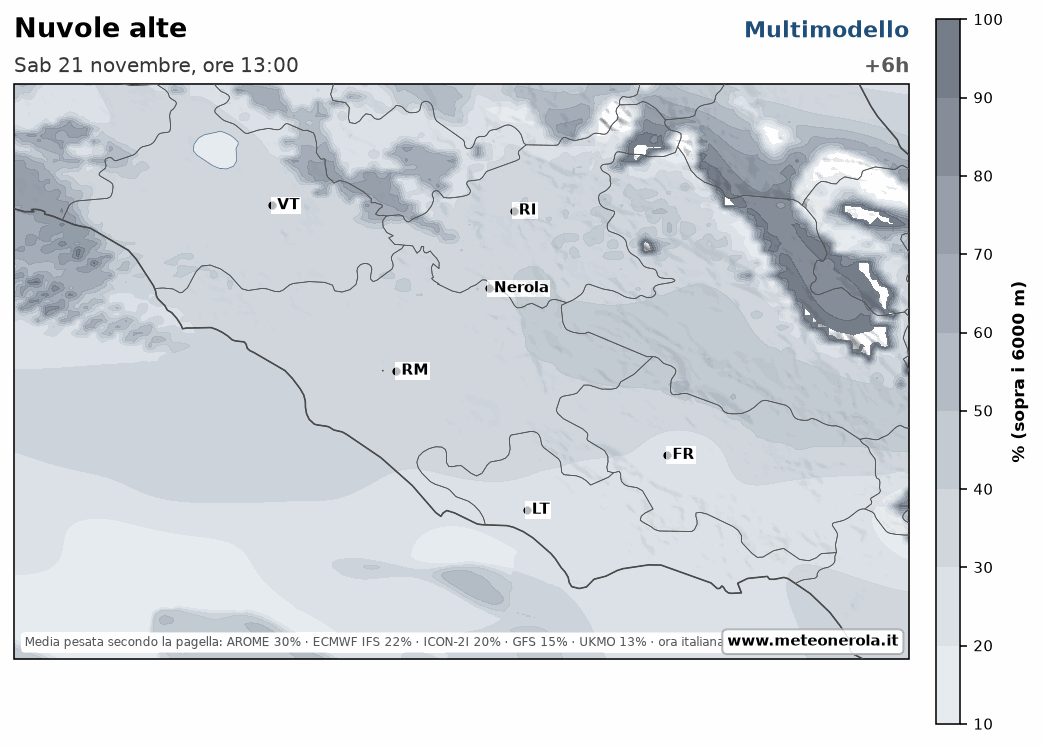 Nuvole alte
Multimodello
Sab 21 novembre, ore 13:00
+6h
VT
RI
Nerola
RM
FR
LT
Media pesata secondo la pagella: AROME 30% · ECMWF IFS 22% · ICON-2I 20% · GFS 15% · UKMO 13% · ora italiana
www.meteonerola.it
100
90
80
70
60
50
40
30
20
10
% (sopra i 6000 m)